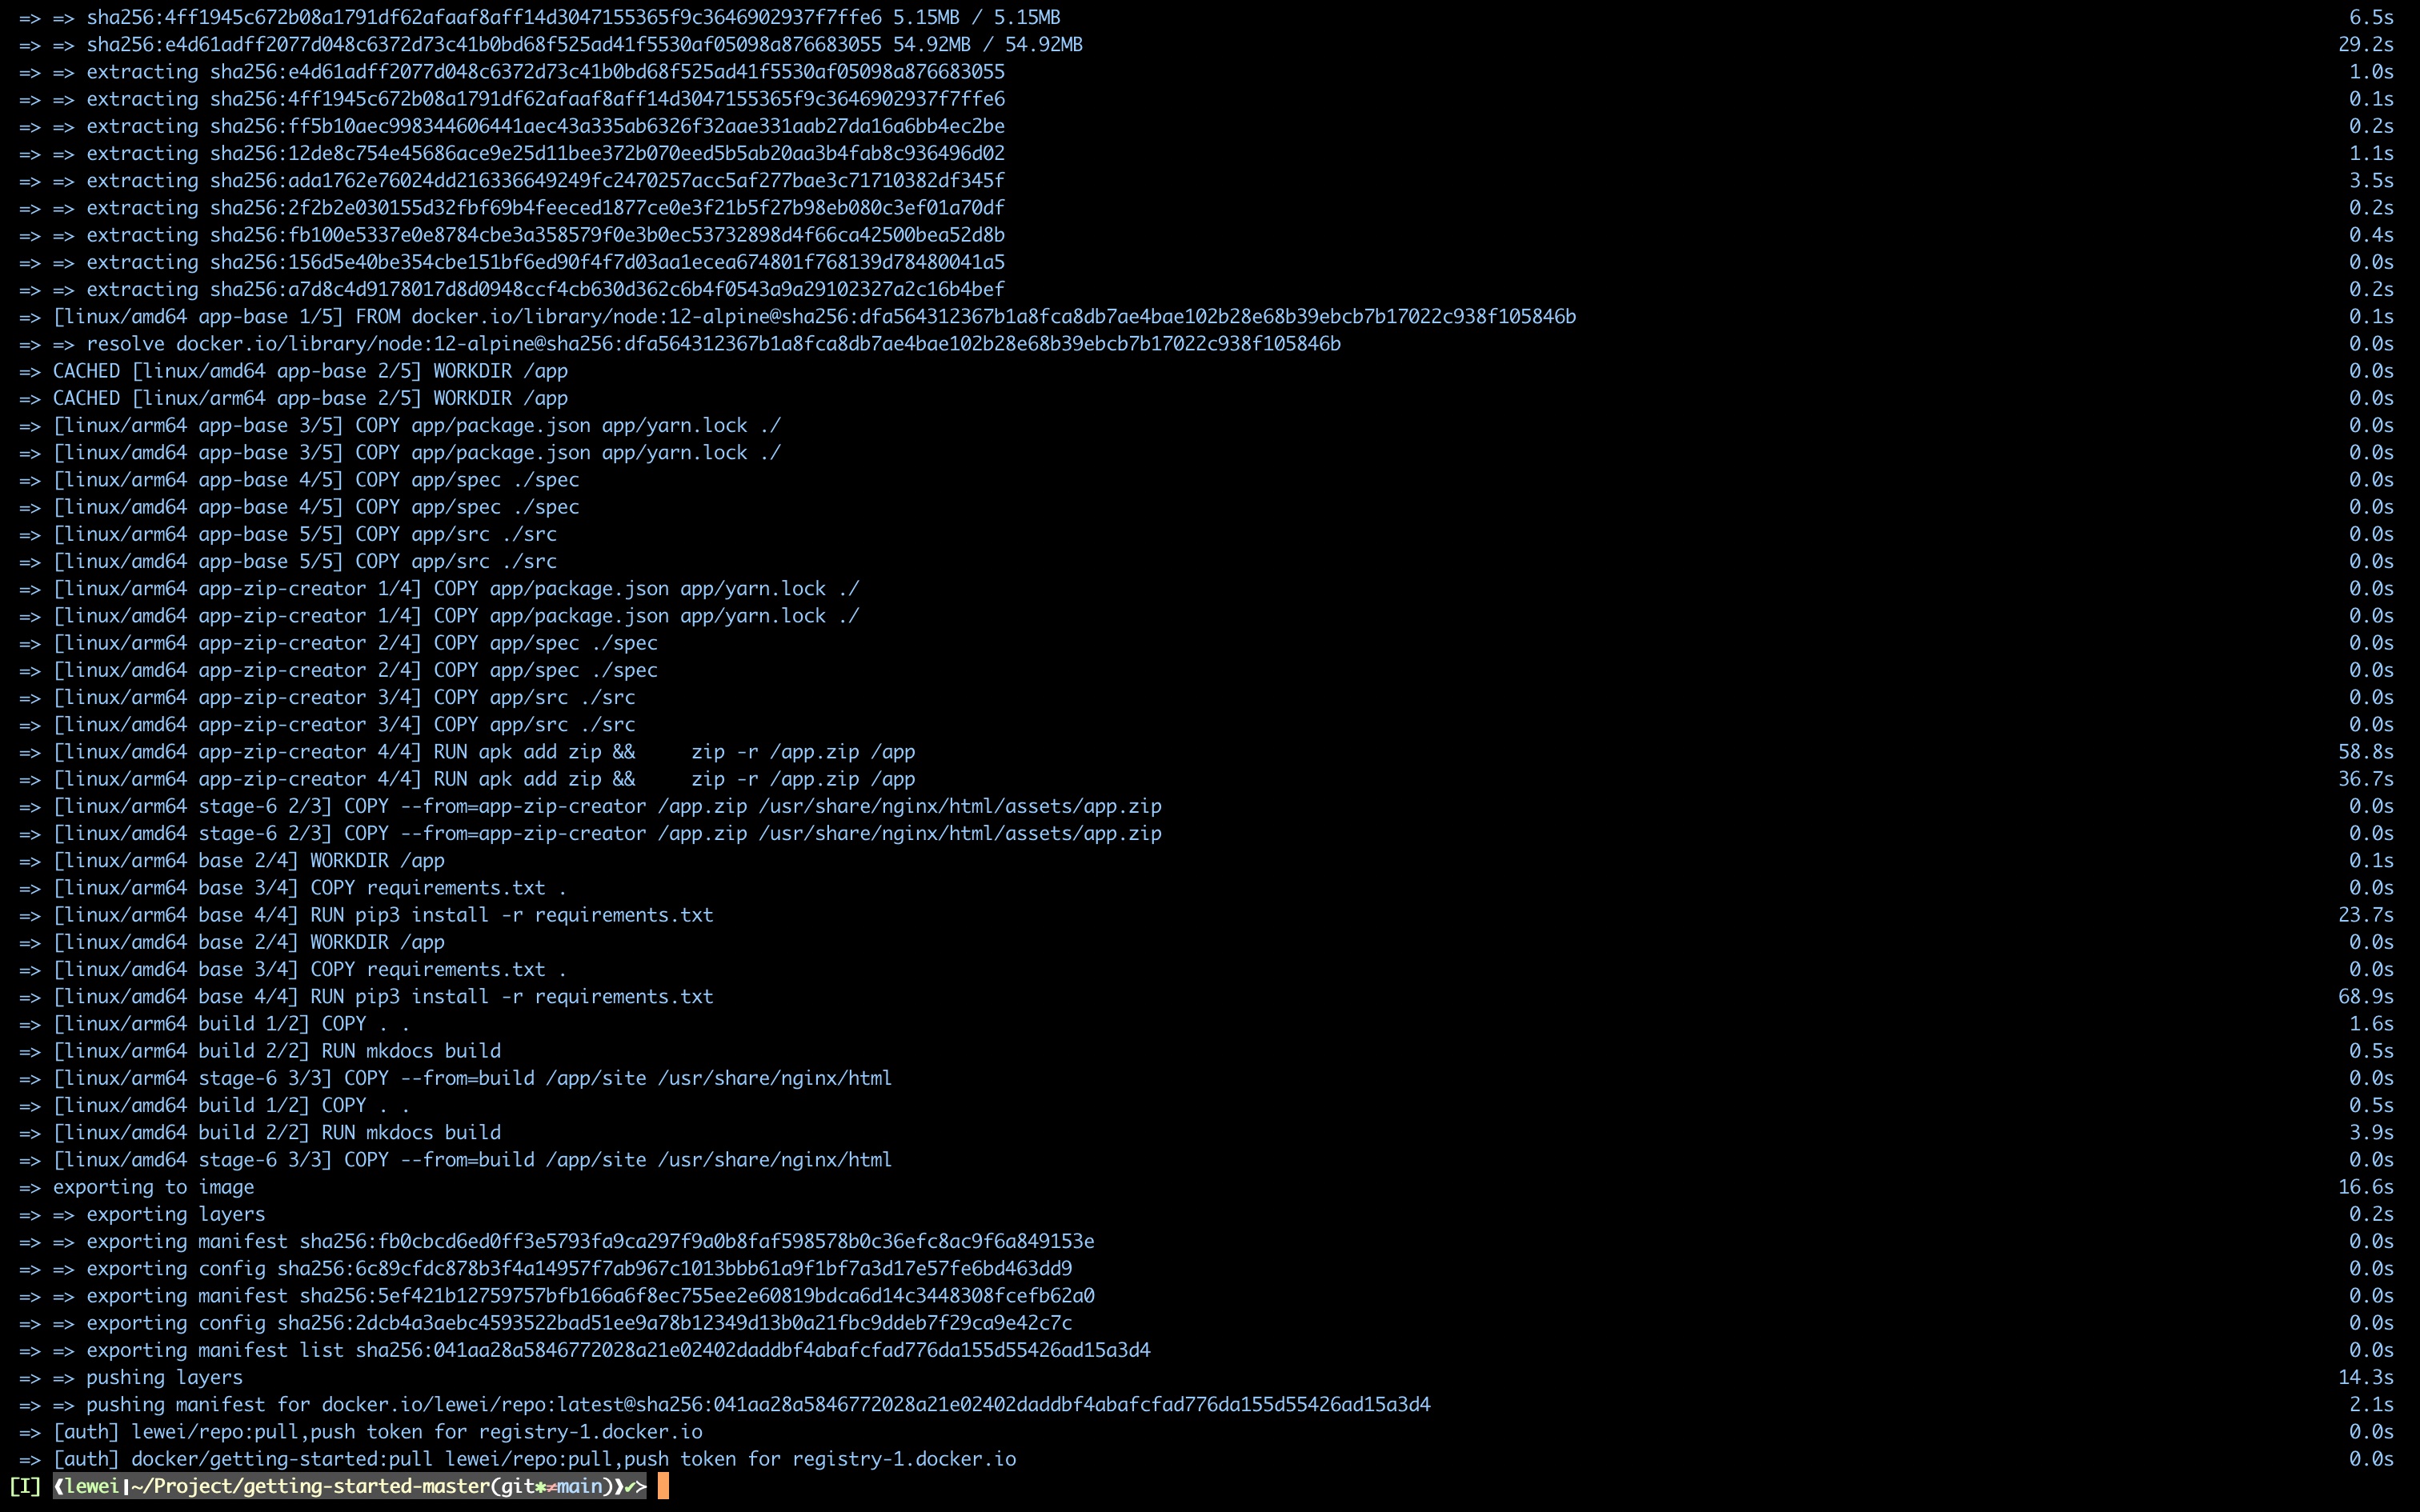 => => sha256:4ff1945c672b08a1791df62afaaf8aff14d3047155365f9c3646902937f7ffe6 5.15MB / 5.15MB 6.5s
=> => sha256:e4d61adff2077d048c6372d73c41b0bd68f525ad41f5530af05098a876683055 54.92MB / 54.92MB 29.2s
=> => extracting sha256:e4d61adff2077d048c6372d73c41b0bd68f525ad41f5530af05098a876683055 1.0s
=> => extracting sha256:4ff1945c672b08a1791df62afaaf8aff14d3047155365f9c3646902937f7ffe6 0.1s
=> => extracting sha256:ff5b10aec998344606441aec43a335ab6326f32aae331aab27da16a6bb4ec2be 0.2s
=> => extracting sha256:12de8c754e45686ace9e25d11bee372b070eed5b5ab20aa3b4fab8c936496d02 1.1s
=> => extracting sha256:ada1762e76024dd216336649249fc2470257acc5af277bae3c71710382df345f 3.5s
=> => extracting sha256:2f2b2e030155d32fbf69b4feeced1877ce0e3f21b5f27b98eb080c3ef01a70df 0.2s
=> => extracting sha256:fb100e5337e0e8784cbe3a358579f0e3b0ec53732898d4f66ca42500bea52d8b 0.4s
=> => extracting sha256:156d5e40be354cbe151bf6ed90f4f7d03aa1ecea674801f768139d78480041a5 0.0s
=> => extracting sha256:a7d8c4d9178017d8d0948ccf4cb630d362c6b4f0543a9a29102327a2c16b4bef 0.2s
=> [linux/amd64 app-base 1/5] FROM docker.io/library/node:12-alpine@sha256:dfa564312367b1a8fca8db7ae4bae102b28e68b39ebcb7b17022c938f105846b 0.1s
=> => resolve docker.io/library/node:12-alpine@sha256:dfa564312367b1a8fca8db7ae4bae102b28e68b39ebcb7b17022c938f105846b 0.0s
=> CACHED [linux/amd64 app-base 2/5] WORKDIR /app 0.0s
=> CACHED [linux/arm64 app-base 2/5] WORKDIR /app 0.0s
=> [linux/arm64 app-base 3/5] COPY app/package.json app/yarn.lock ./ 0.0s
=> [linux/amd64 app-base 3/5] COPY app/package.json app/yarn.lock ./ 0.0s
=> [linux/arm64 app-base 4/5] COPY app/spec ./spec 0.0s
=> [linux/amd64 app-base 4/5] COPY app/spec ./spec 0.0s
=> [linux/arm64 app-base 5/5] COPY app/src ./src 0.0s
=> [linux/amd64 app-base 5/5] COPY app/src ./src 0.0s
=> [linux/arm64 app-zip-creator 1/4] COPY app/package.json app/yarn.lock ./ 0.0s
=> [linux/amd64 app-zip-creator 1/4] COPY app/package.json app/yarn.lock ./ 0.0s
=> [linux/arm64 app-zip-creator 2/4] COPY app/spec ./spec 0.0s
=> [linux/amd64 app-zip-creator 2/4] COPY app/spec ./spec 0.0s
=> [linux/arm64 app-zip-creator 3/4] COPY app/src ./src 0.0s
=> [linux/amd64 app-zip-creator 3/4] COPY app/src ./src 0.0s
=> [linux/amd64 app-zip-creator 4/4] RUN apk add zip &&     zip -r /app.zip /app 58.8s
=> [linux/arm64 app-zip-creator 4/4] RUN apk add zip &&     zip -r /app.zip /app 36.7s
=> [linux/arm64 stage-6 2/3] COPY --from=app-zip-creator /app.zip /usr/share/nginx/html/assets/app.zip 0.0s
=> [linux/amd64 stage-6 2/3] COPY --from=app-zip-creator /app.zip /usr/share/nginx/html/assets/app.zip 0.0s
=> [linux/arm64 base 2/4] WORKDIR /app 0.1s
=> [linux/arm64 base 3/4] COPY requirements.txt . 0.0s
=> [linux/arm64 base 4/4] RUN pip3 install -r requirements.txt 23.7s
=> [linux/amd64 base 2/4] WORKDIR /app 0.0s
=> [linux/amd64 base 3/4] COPY requirements.txt . 0.0s
=> [linux/amd64 base 4/4] RUN pip3 install -r requirements.txt 68.9s
=> [linux/arm64 build 1/2] COPY . . 1.6s
=> [linux/arm64 build 2/2] RUN mkdocs build 0.5s
=> [linux/arm64 stage-6 3/3] COPY --from=build /app/site /usr/share/nginx/html 0.0s
=> [linux/amd64 build 1/2] COPY . . 0.5s
=> [linux/amd64 build 2/2] RUN mkdocs build 3.9s
=> [linux/amd64 stage-6 3/3] COPY --from=build /app/site /usr/share/nginx/html 0.0s
=> exporting to image 16.6s
=> => exporting layers 0.2s
=> => exporting manifest sha256:fb0cbcd6ed0ff3e5793fa9ca297f9a0b8faf598578b0c36efc8ac9f6a849153e 0.0s
=> => exporting config sha256:6c89cfdc878b3f4a14957f7ab967c1013bbb61a9f1bf7a3d17e57fe6bd463dd9 0.0s
=> => exporting manifest sha256:5ef421b12759757bfb166a6f8ec755ee2e60819bdca6d14c3448308fcefb62a0 0.0s
=> => exporting config sha256:2dcb4a3aebc4593522bad51ee9a78b12349d13b0a21fbc9ddeb7f29ca9e42c7c 0.0s
=> => exporting manifest list sha256:041aa28a5846772028a21e02402daddbf4abafcfad776da155d55426ad15a3d4 0.0s
=> => pushing layers 14.3s
=> => pushing manifest for docker.io/lewei/repo:latest@sha256:041aa28a5846772028a21e02402daddbf4abafcfad776da155d55426ad15a3d4 2.1s
=> [auth] lewei/repo:pull,push token for registry-1.docker.io 0.0s
=> [auth] docker/getting-started:pull lewei/repo:pull,push token for registry-1.docker.io 0.0s
[I] ❰lewei❙~/Project/getting-started-master(git✱≠main)❱✔≻